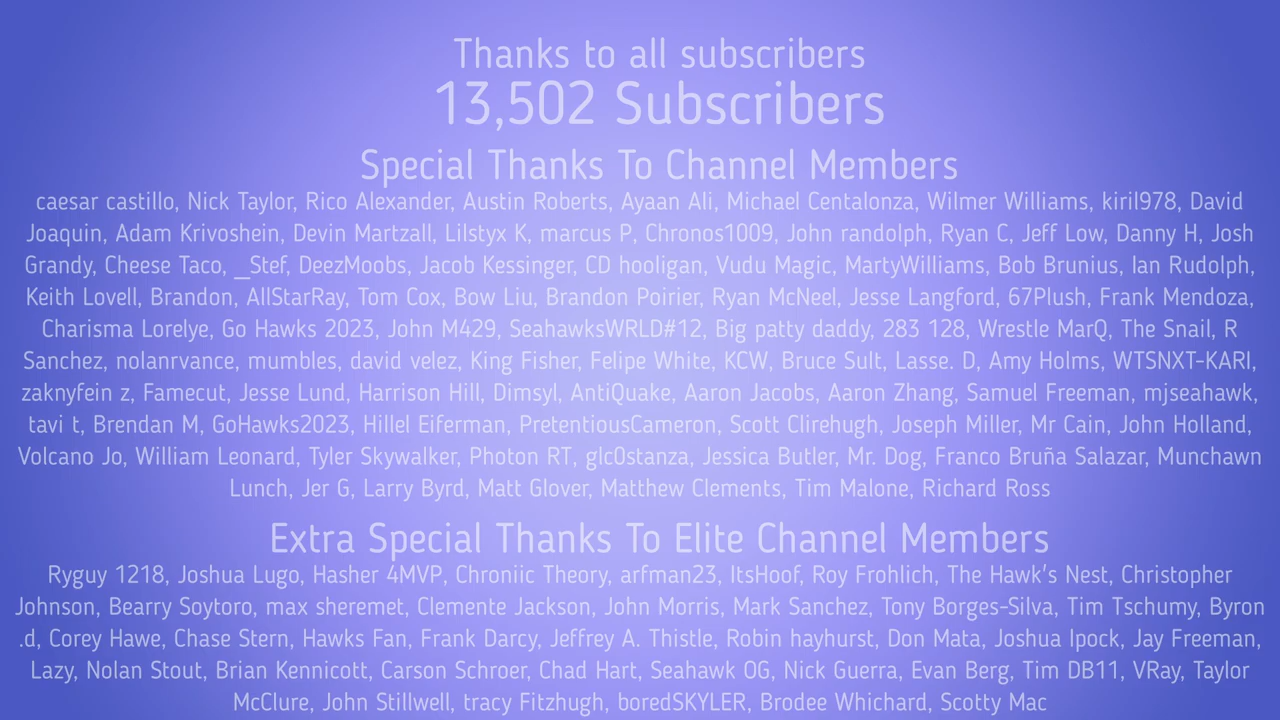 Thanks to all subscribers
13,502 Subscribers
Special Thanks To Channel Members
caesar castillo, Nick Taylor, Rico Alexander, Austin Roberts, Ayaan Ali, Michael Centalonza, Wilmer Williams, kiril978, David
Joaquin, Adam Krivoshein, Devin Martzall, Lilstyx K, marcus P, Chronos1009, John randolph, Ryan C, Jeff Low, Danny H, Josh
Grandy, Cheese Taco, _Stef, DeezMoobs, Jacob Kessinger, CD hooligan, Vudu Magic, MartyWilliams, Bob Brunius, Ian Rudolph,
Keith Lovell, Brandon, AllStarRay, Tom Cox, Bow Liu, Brandon Poirier, Ryan McNeel, Jesse Langford, 67Plush, Frank Mendoza,
Charisma Lorelye, Go Hawks 2023, John M429, SeahawksWRLD#12, Big patty daddy, 283 128, Wrestle MarQ, The Snail, R
Sanchez, nolanrvance, mumbles, david velez, King Fisher, Felipe White, KCW, Bruce Sult, Lasse. D, Amy Holms, WTSNXT-KARI,
zaknyfein z, Famecut, Jesse Lund, Harrison Hill, Dimsyl, AntiQuake, Aaron Jacobs, Aaron Zhang, Samuel Freeman, mjseahawk,
tavi t, Brendan M, GoHawks2023, Hillel Eiferman, PretentiousCameron, Scott Clirehugh, Joseph Miller, Mr Cain, John Holland,
Volcano Jo, William Leonard, Tyler Skywalker, Photon RT, glc0stanza, Jessica Butler, Mr. Dog, Franco Bruña Salazar, Munchawn
Lunch, Jer G, Larry Byrd, Matt Glover, Matthew Clements, Tim Malone, Richard Ross
Extra Special Thanks To Elite Channel Members
Ryguy 1218, Joshua Lugo, Hasher 4MVP, Chroniic Theory, arfman23, ItsHoof, Roy Frohlich, The Hawk's Nest, Christopher
Johnson, Bearry Soytoro, max sheremet, Clemente Jackson, John Morris, Mark Sanchez, Tony Borges-Silva, Tim Tschumy, Byron
.d, Corey Hawe, Chase Stern, Hawks Fan, Frank Darcy, Jeffrey A. Thistle, Robin hayhurst, Don Mata, Joshua Ipock, Jay Freeman,
Lazy, Nolan Stout, Brian Kennicott, Carson Schroer, Chad Hart, Seahawk OG, Nick Guerra, Evan Berg, Tim DB11, VRay, Taylor
McClure, John Stillwell, tracy Fitzhugh, boredSKYLER, Brodee Whichard, Scotty Mac